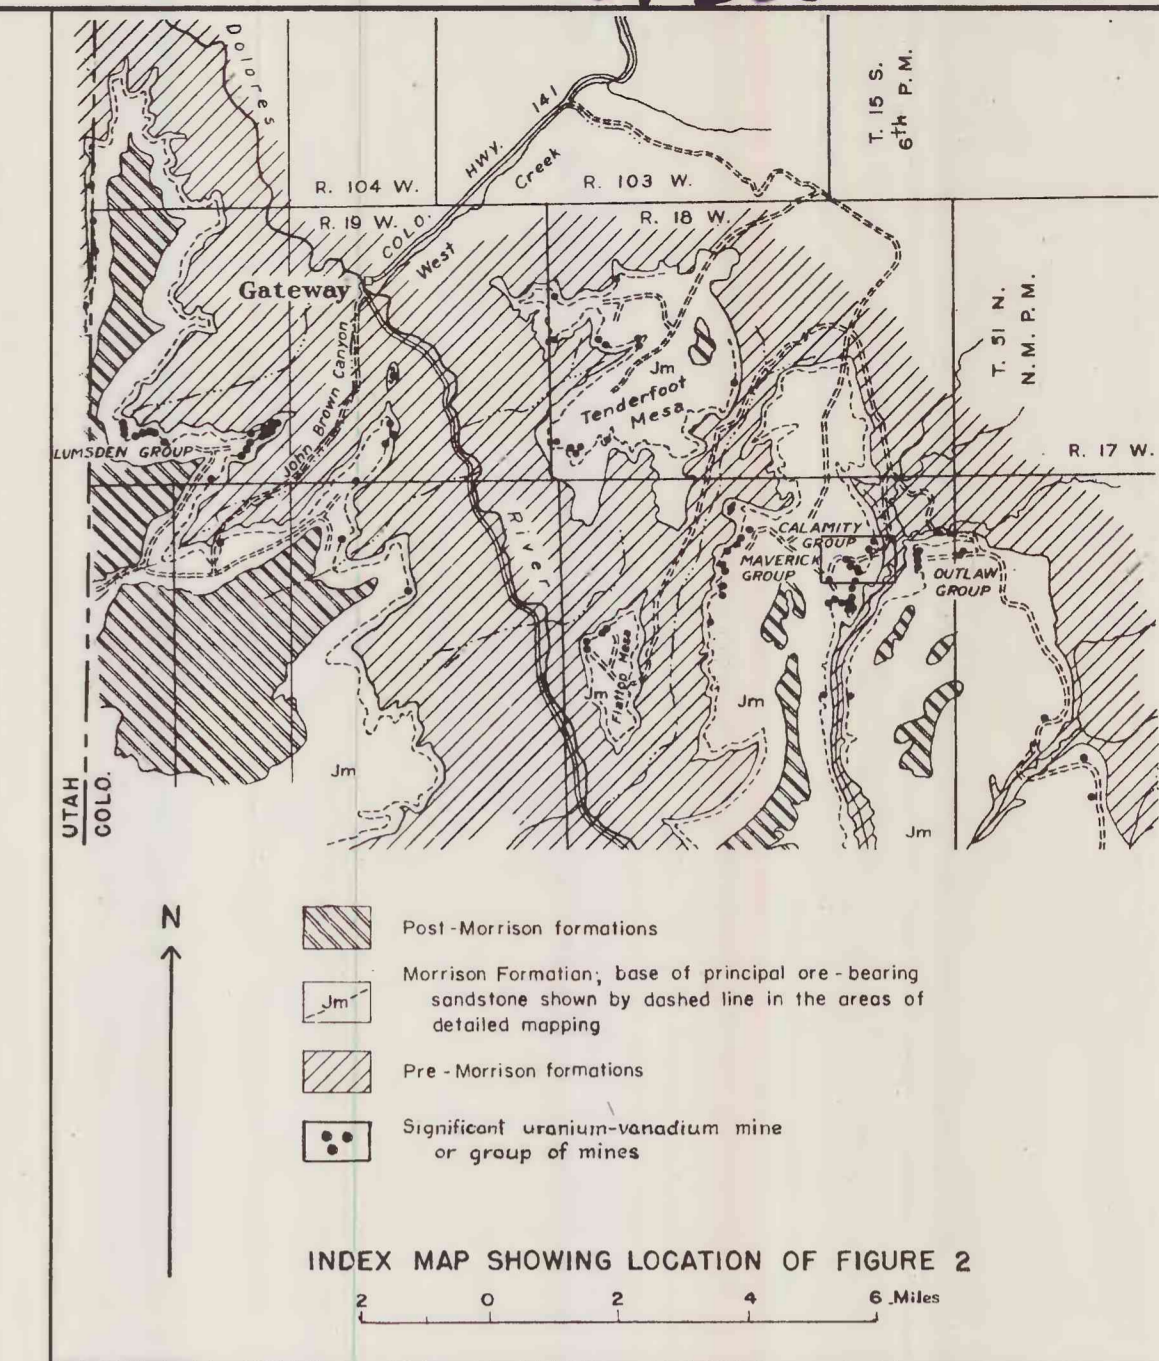 Dolores
HWY. 141
COLO.
West Creek
T. 15 S.
6th P. M.
R. 104 W.
R. 103 W.
R. 19 W.
R. 18 W.
Gateway
John Brown Canyon
T. 51 N.
N. M. P. M.
Jm
Tenderfoot
Mesa
LUMSDEN GROUP
R. 17 W.
River
CALAMITY
GROUP
MAVERICK
GROUP
OUTLAW
GROUP
Flattop Mesa
Jm
Jm
Jm
Jm
UTAH
COLO.
N
Post-Morrison formations
Jm
Morrison Formation; base of principal ore-bearing
sandstone shown by dashed line in the areas of
detailed mapping
Pre-Morrison formations
Significant uranium-vanadium mine
or group of mines
INDEX MAP SHOWING LOCATION OF FIGURE 2
2 0 2 4 6 Miles